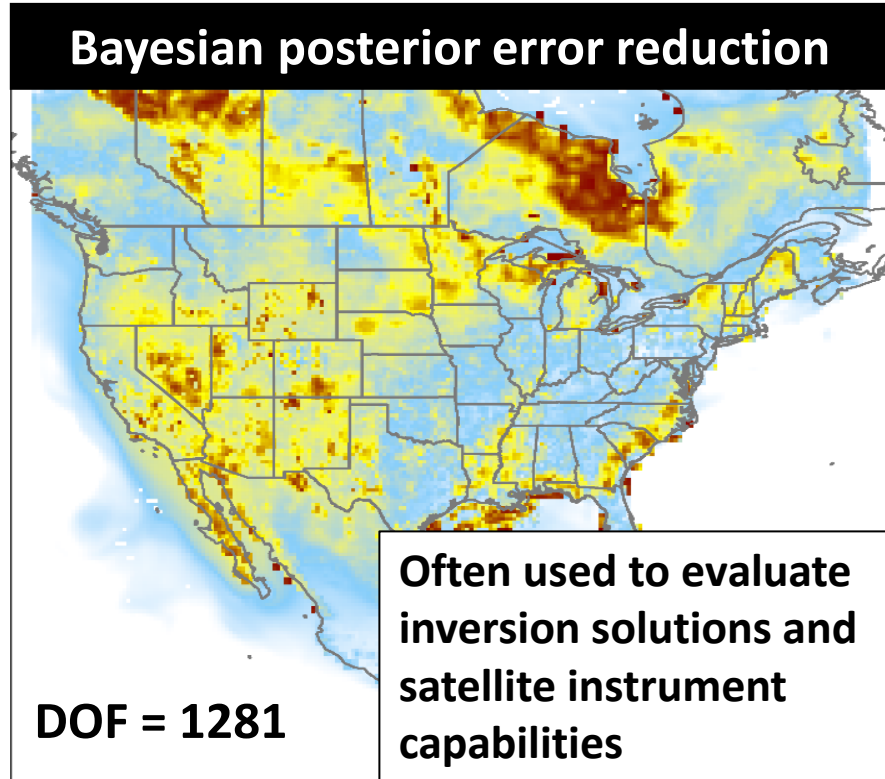 Bayesian posterior error reduction
Often used to evaluate
inversion solutions and
satellite instrument
capabilities
DOF = 1281